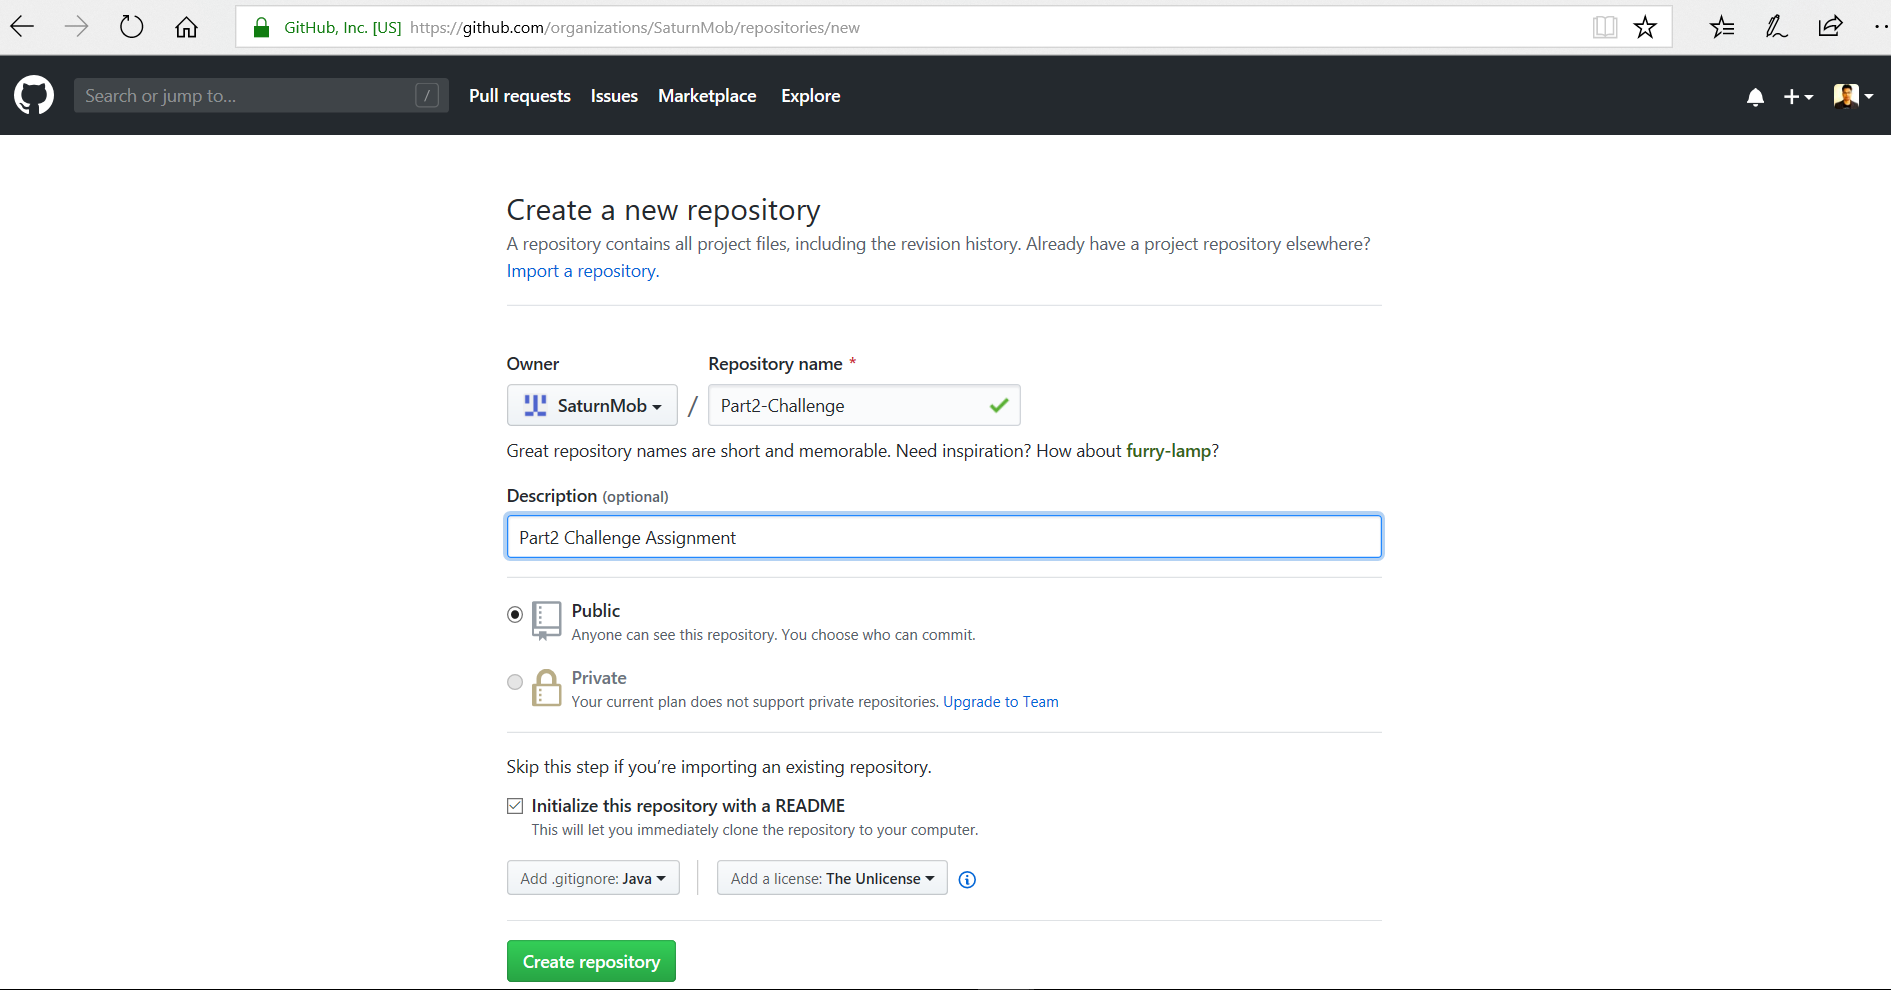 GitHub, Inc. [US] https://github.com/organizations/SaturnMob/repositories/new
Search or jump to... / Pull requests Issues Marketplace Explore
Create a new repository
A repository contains all project files, including the revision history. Already have a project repository elsewhere?
Import a repository.
Owner Repository name *
SaturnMob / Part2-Challenge
Great repository names are short and memorable. Need inspiration? How about furry-lamp?
Description (optional)
Part2 Challenge Assignment
Public
Anyone can see this repository. You choose who can commit.
Private
Your current plan does not support private repositories. Upgrade to Team
Skip this step if you’re importing an existing repository.
Initialize this repository with a README
This will let you immediately clone the repository to your computer.
Add .gitignore: Java Add a license: The Unlicense
Create repository